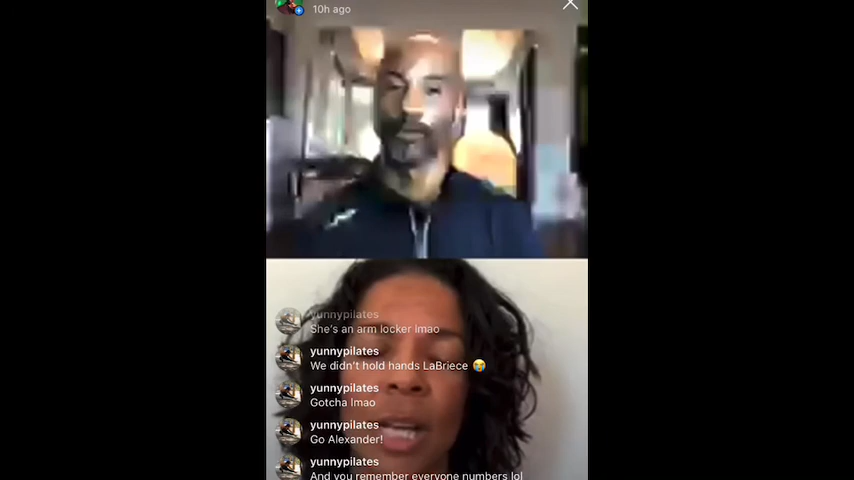 10h ago
yunnypilates
She's an arm locker lmao
yunnypilates
We didn't hold hands LaBriece 😭
yunnypilates
Gotcha lmao
yunnypilates
Go Alexander!
yunnypilates
And you remember everyone numbers lol